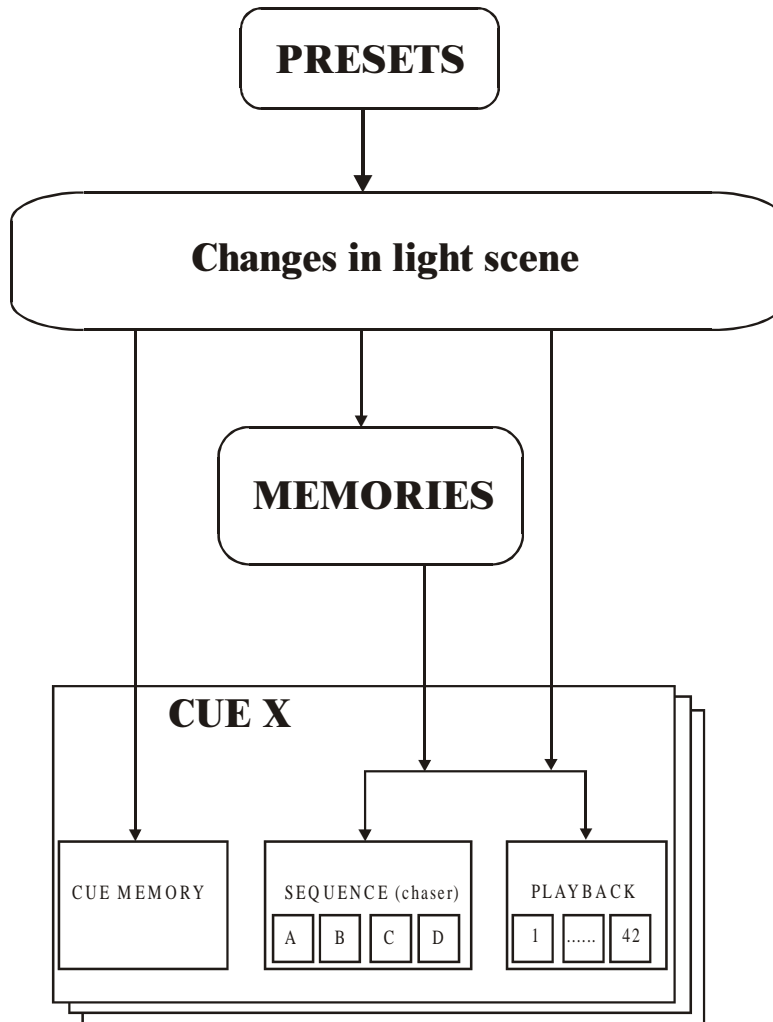 PRESETS
Changes in light scene
MEMORIES
CUE X
CUE MEMORY
SEQUENCE (chaser)
A B C D
PLAYBACK
1 ...... 42